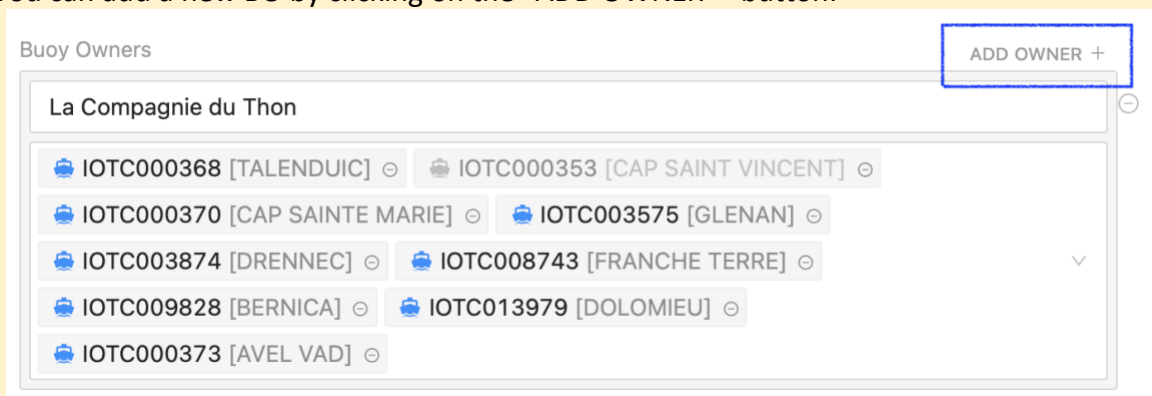 You can add a new BO by clicking on the "ADD OWNER +" button.
Buoy Owners
ADD OWNER +
La Compagnie du Thon
IOTC000368 [TALENDUIC] IOTC000353 [CAP SAINT VINCENT]
IOTC000370 [CAP SAINTE MARIE] IOTC003575 [GLENAN]
IOTC003874 [DRENNEC] IOTC008743 [FRANCHE TERRE]
IOTC009828 [BERNICA] IOTC013979 [DOLOMIEU]
IOTC000373 [AVEL VAD]